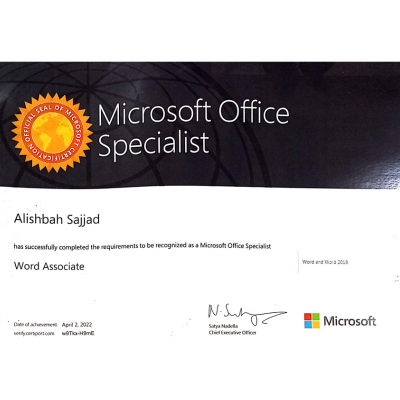 OFFICIAL SEAL OF MICROSOFT CERTIFICATION
Microsoft Office
Specialist
Alishbah Sajjad
has successfully completed the requirements to be recognized as a Microsoft Office Specialist
Word Associate
Word and Word 2019
Date of achievement: April 2, 2022
verify.certiport.com w9Tkx-H9mE
Satya Nadella
Chief Executive Officer
Microsoft